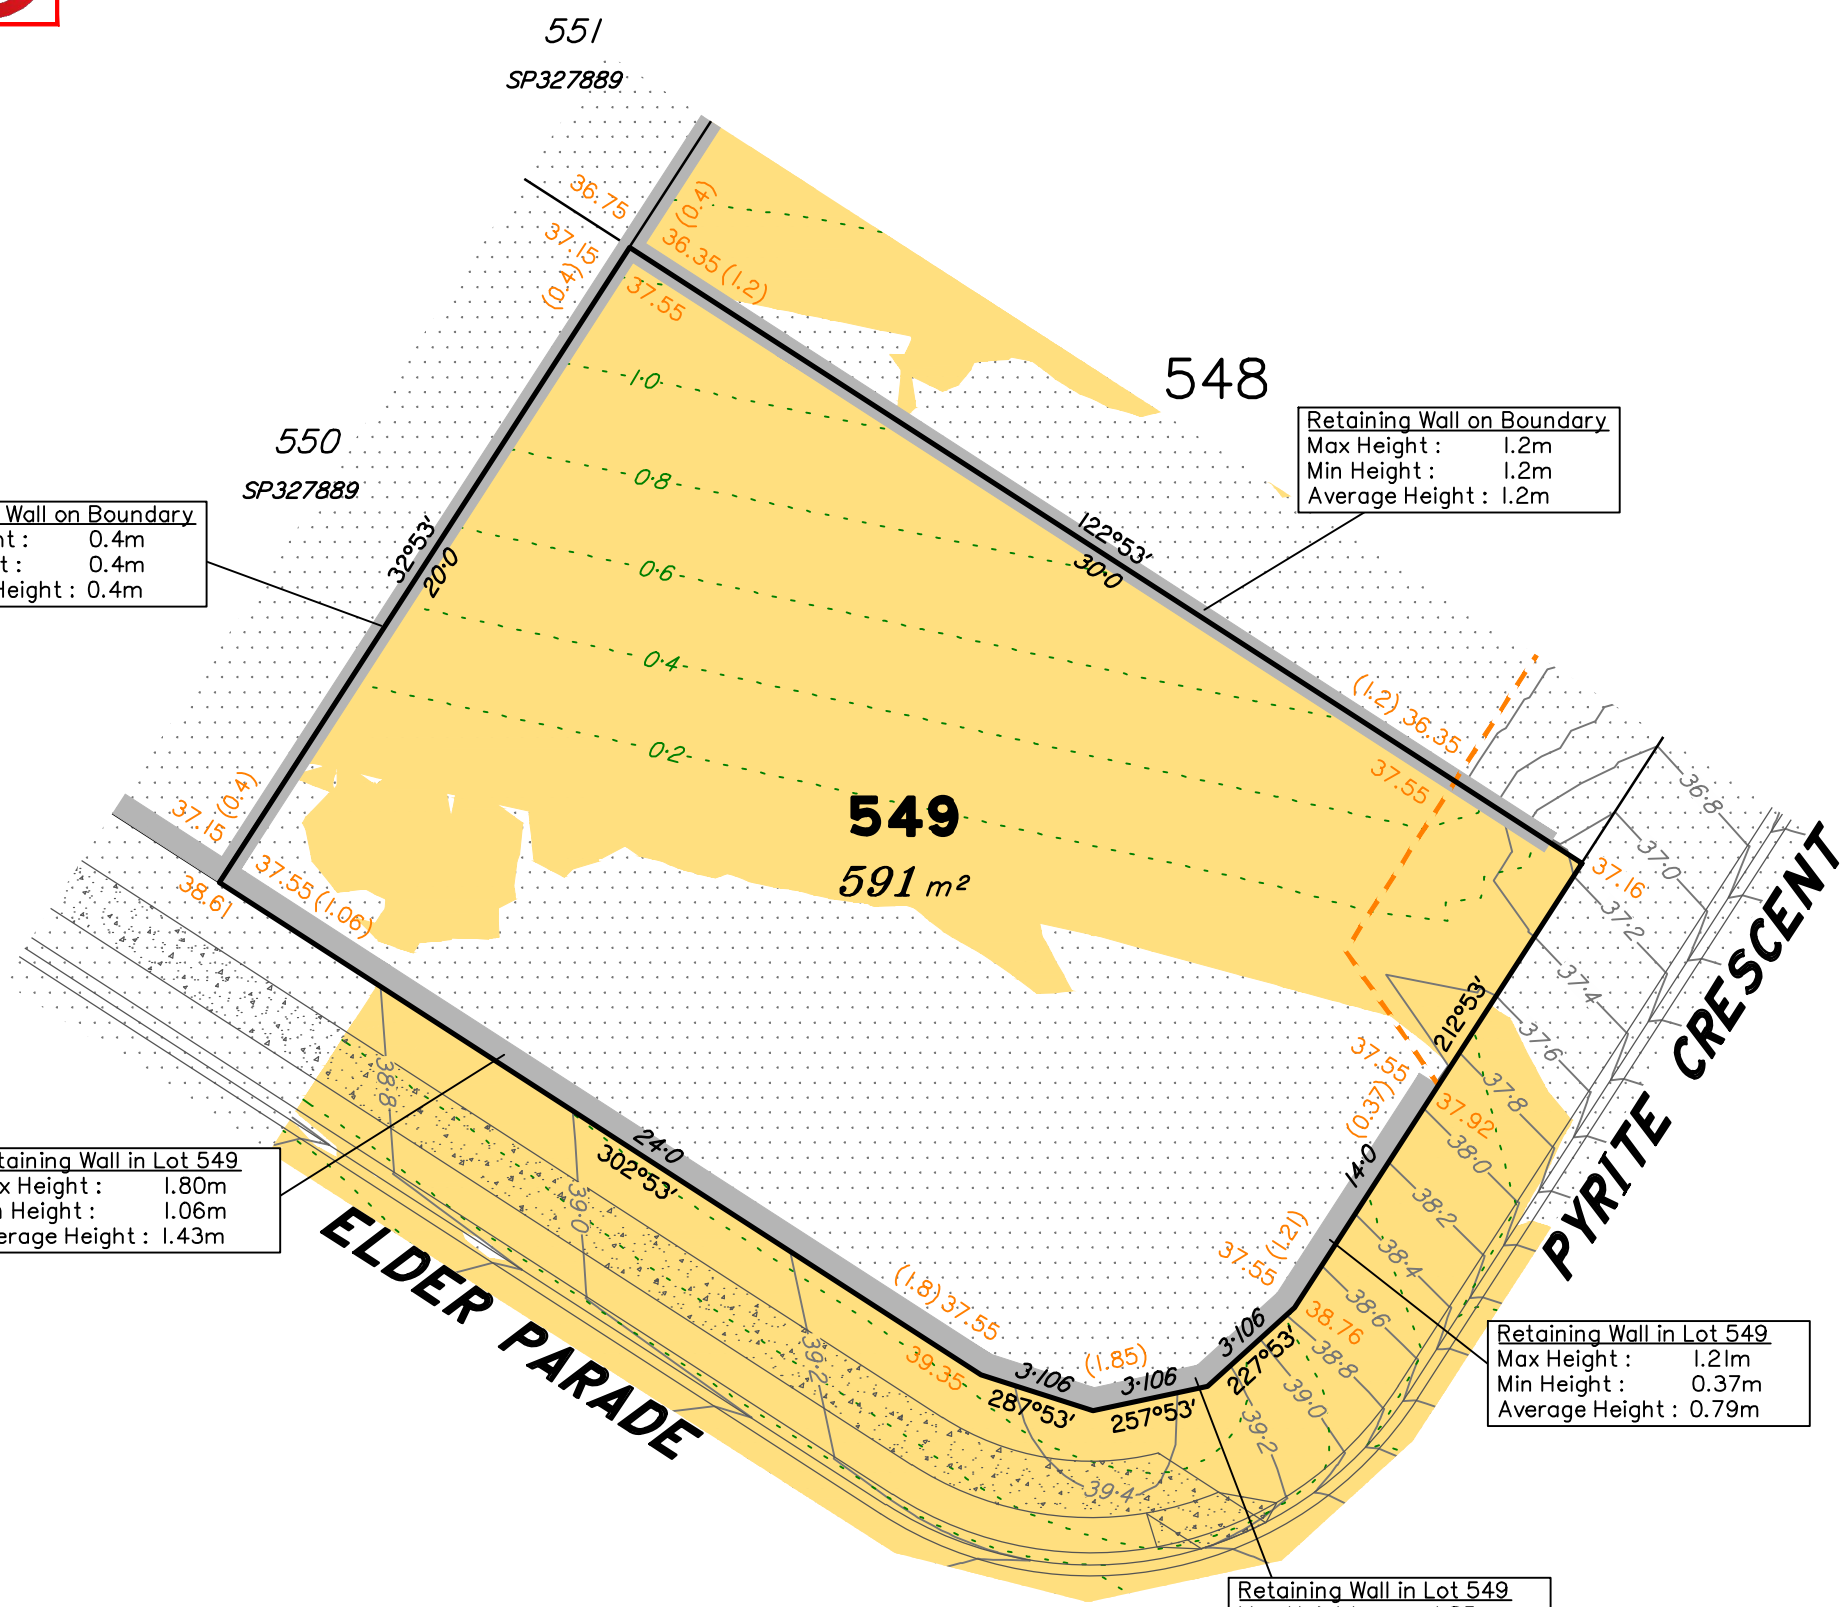 551
SP327889
36.75
(0.4)
37.15
(0.4)
36.35 (1.2)
37.55
548
1·0
Retaining Wall on Boundary
Max Height : 1.2m
Min Height : 1.2m
Average Height : 1.2m
550
SP327889
0·8
Wall on Boundary
0.4m
0.4m
Height : 0.4m
32°53'
20·0
122°53'
30·0
0·6
0·4
(1.2) 36.35
37.55
0·2
36·8
37.15
(0.4)
549
591 m²
37·0
37.16
37.55 (1.06)
38.61
37·2
37·4
PYRITE CRESCENT
212°53'
37·6
37.55
38·8
37·8
(0.37)
37.92
38·0
24·0
302°53'
14·0
Retaining Wall in Lot 549
Max Height : 1.80m
Min Height : 1.06m
Average Height : 1.43m
39·0
38·2
37.55
(1.21)
38·4
ELDER PARADE
(1.8) 37.55
38·6
38.76
39.35
39·2
3·106
287°53'
(1.85)
3·106
257°53'
3·106
227°53'
38·8
39·0
39·2
39·4
Retaining Wall in Lot 549
Max Height : 1.21m
Min Height : 0.37m
Average Height : 0.79m
Retaining Wall in Lot 549